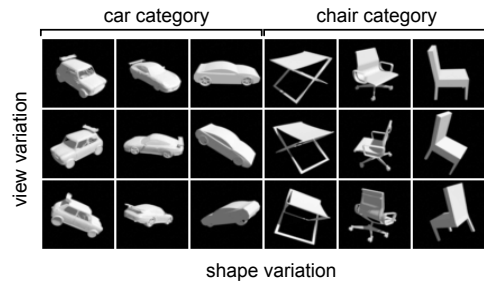 car category
chair category
view variation
shape variation